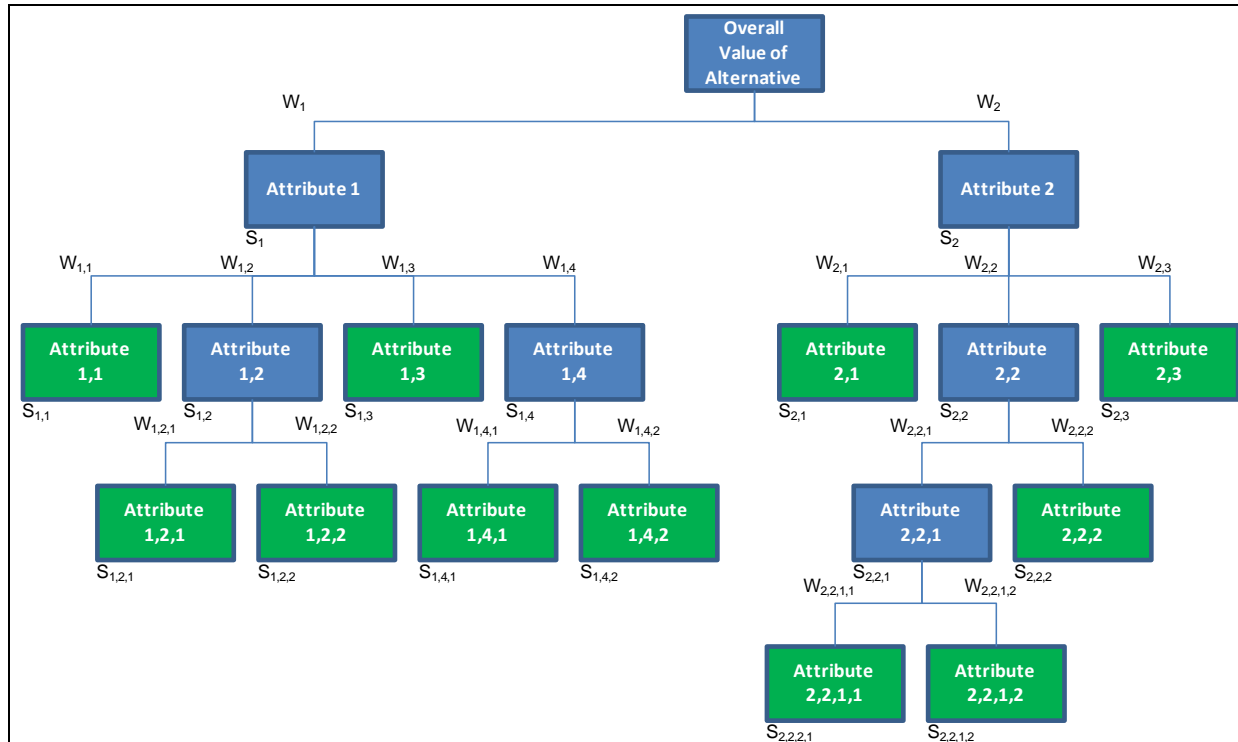 Overall
Value of
Alternative
W1 W2
Attribute 1 Attribute 2
S1 S2
W1,1 W1,2 W1,3 W1,4 W2,1 W2,2 W2,3
Attribute
1,1
Attribute
1,2
Attribute
1,3
Attribute
1,4
Attribute
2,1
Attribute
2,2
Attribute
2,3
S1,1 S1,2 S1,3 S1,4 S2,1 S2,2 S2,3
W1,2,1 W1,2,2 W1,4,1 W1,4,2 W2,2,1 W2,2,2
Attribute
1,2,1
Attribute
1,2,2
Attribute
1,4,1
Attribute
1,4,2
Attribute
2,2,1
Attribute
2,2,2
S1,2,1 S1,2,2 S1,4,1 S1,4,2 S2,2,1 S2,2,2
W2,2,1,1 W2,2,1,2
Attribute
2,2,1,1
Attribute
2,2,1,2
S2,2,2,1 S2,2,1,2